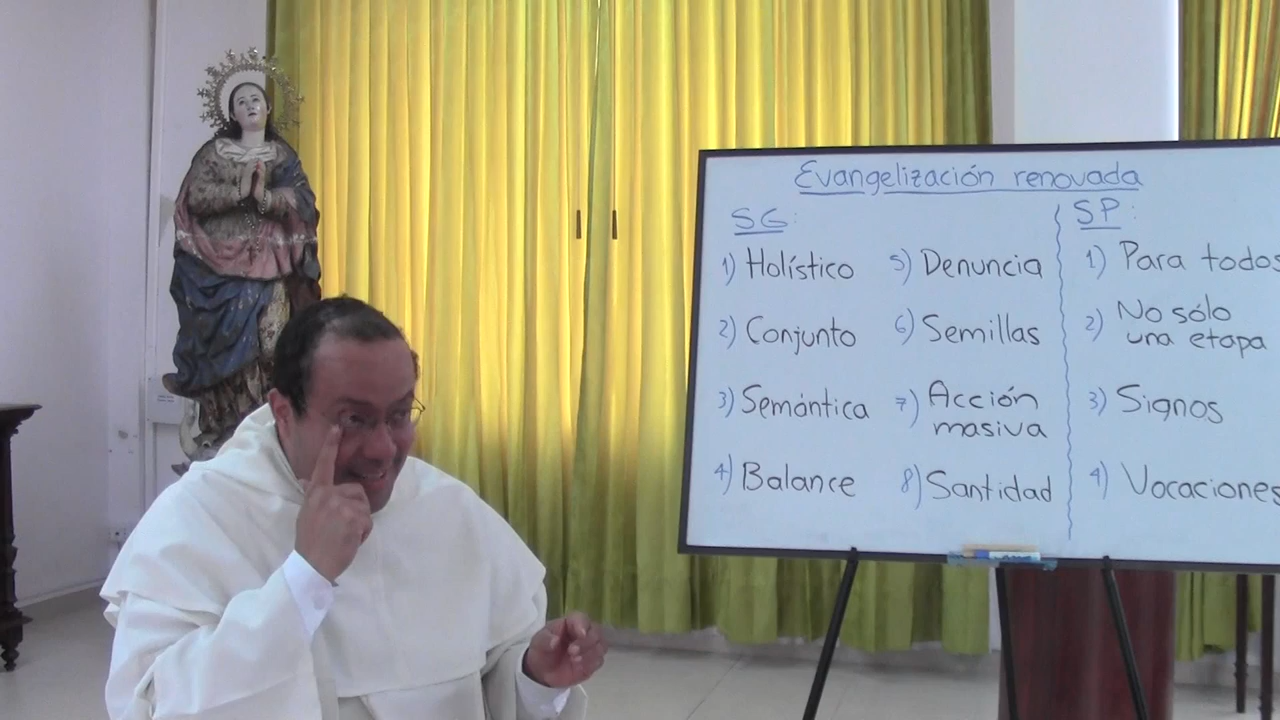 Evangelización renovada
SG:
1) Holístico
2) Conjunto
3) Semántica
4) Balance
5) Denuncia
6) Semillas
7) Acción
masiva
8) Santidad
SP:
1) Para todos
2) No sólo
una etapa
3) Signos
4) Vocaciones